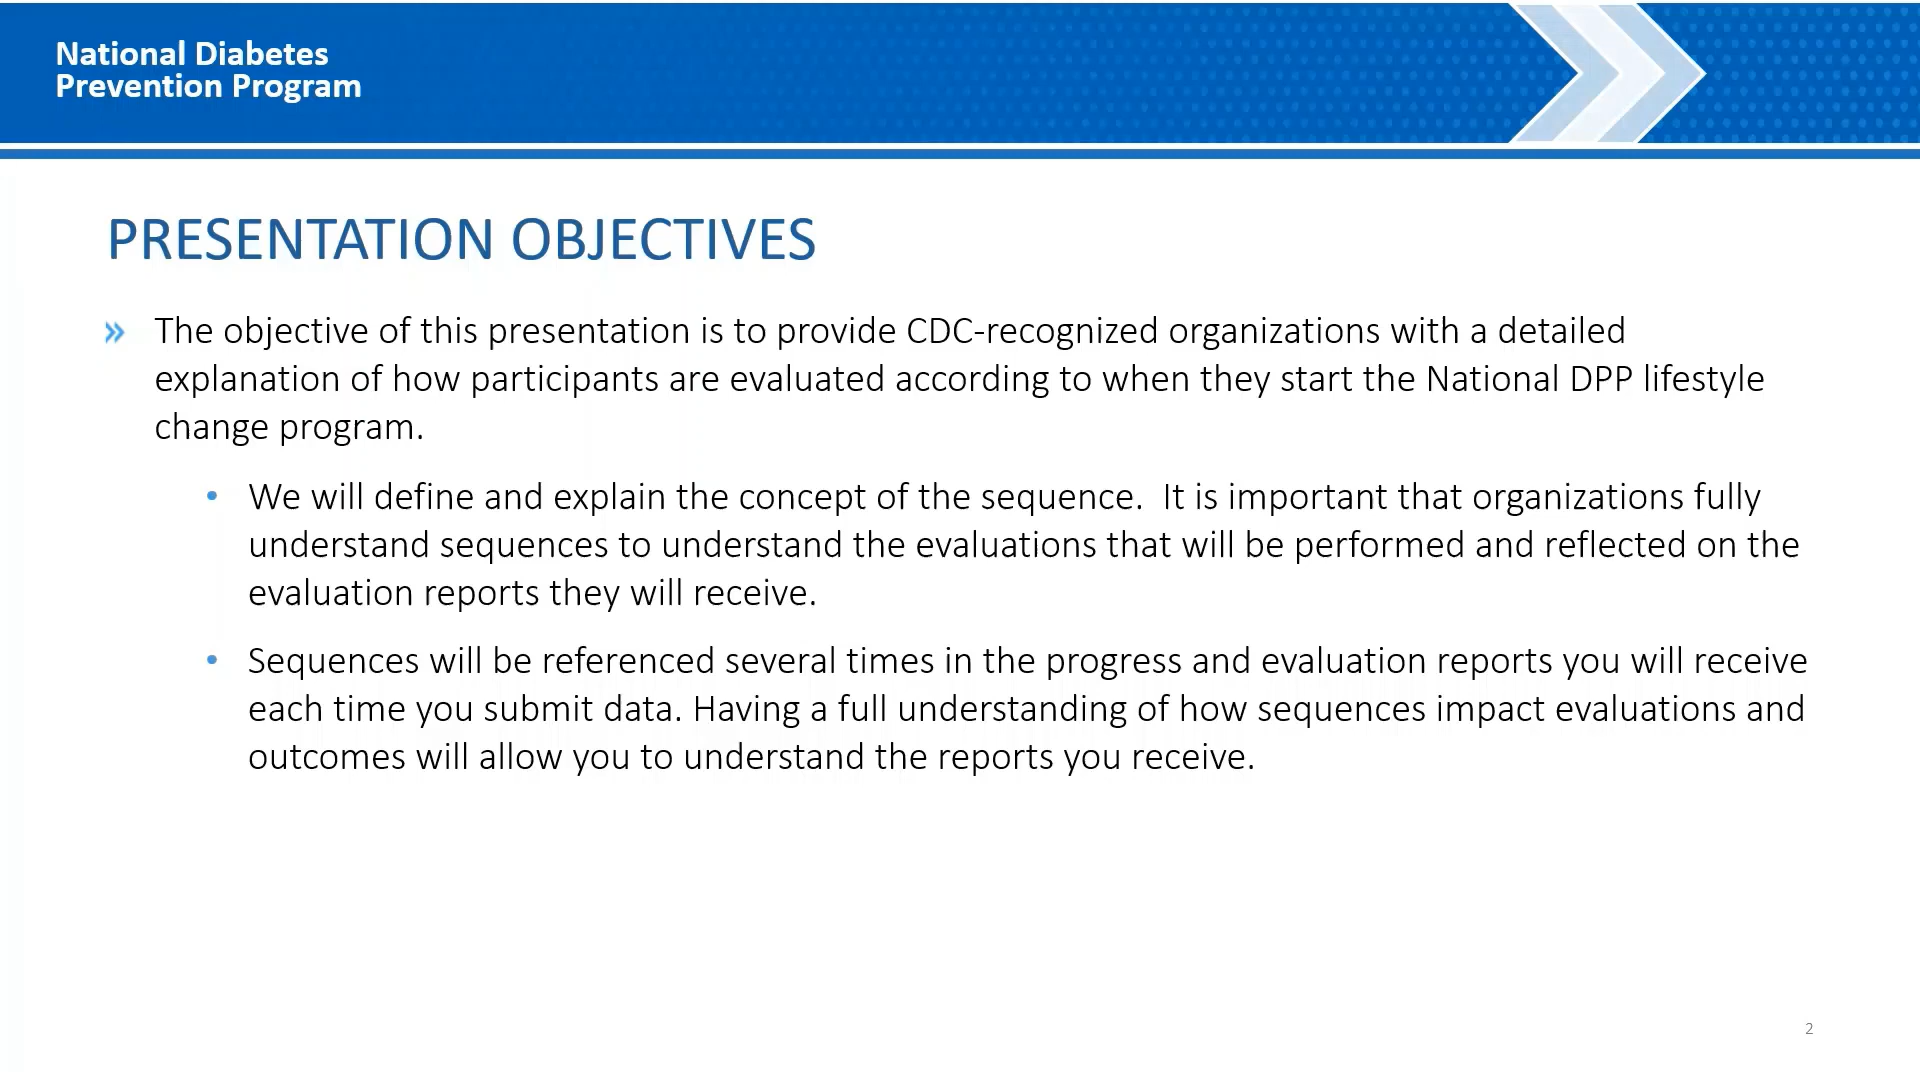 National Diabetes
Prevention Program
PRESENTATION OBJECTIVES
» The objective of this presentation is to provide CDC-recognized organizations with a detailed
explanation of how participants are evaluated according to when they start the National DPP lifestyle
change program.
• We will define and explain the concept of the sequence.  It is important that organizations fully
understand sequences to understand the evaluations that will be performed and reflected on the
evaluation reports they will receive.
• Sequences will be referenced several times in the progress and evaluation reports you will receive
each time you submit data. Having a full understanding of how sequences impact evaluations and
outcomes will allow you to understand the reports you receive.
2